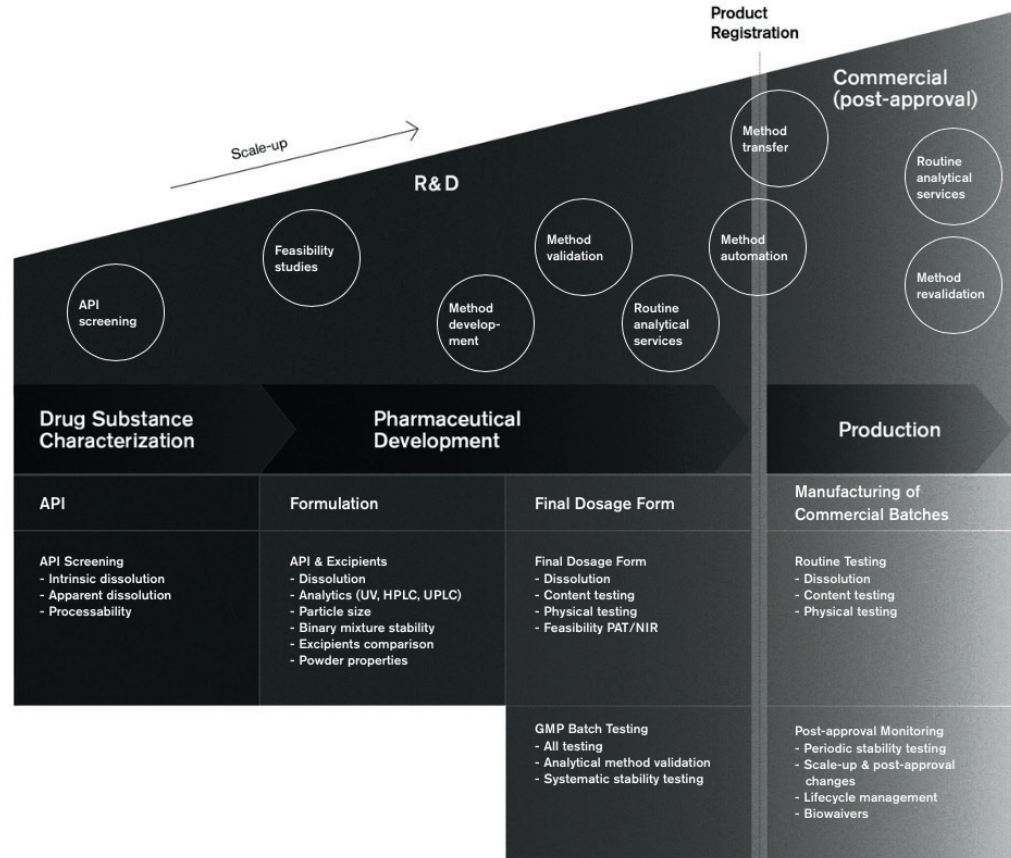 Product
Registration
Commercial
(post-approval)
Scale-up
R&D
Method
transfer
Routine
analytical
services
Feasibility
studies
Method
validation
Method
automation
API
screening
Method
develop-
ment
Routine
analytical
services
Method
revalidation
Drug Substance
Characterization
Pharmaceutical
Development
Production
API
Formulation
Final Dosage Form
Manufacturing of
Commercial Batches
API Screening
- Intrinsic dissolution
- Apparent dissolution
- Processability
API & Excipients
- Dissolution
- Analytics (UV, HPLC, UPLC)
- Particle size
- Binary mixture stability
- Excipients comparison
- Powder properties
Final Dosage Form
- Dissolution
- Content testing
- Physical testing
- Feasibility PAT/NIR
Routine Testing
- Dissolution
- Content testing
- Physical testing
GMP Batch Testing
- All testing
- Analytical method validation
- Systematic stability testing
Post-approval Monitoring
- Periodic stability testing
- Scale-up & post-approval
changes
- Lifecycle management
- Biowaivers